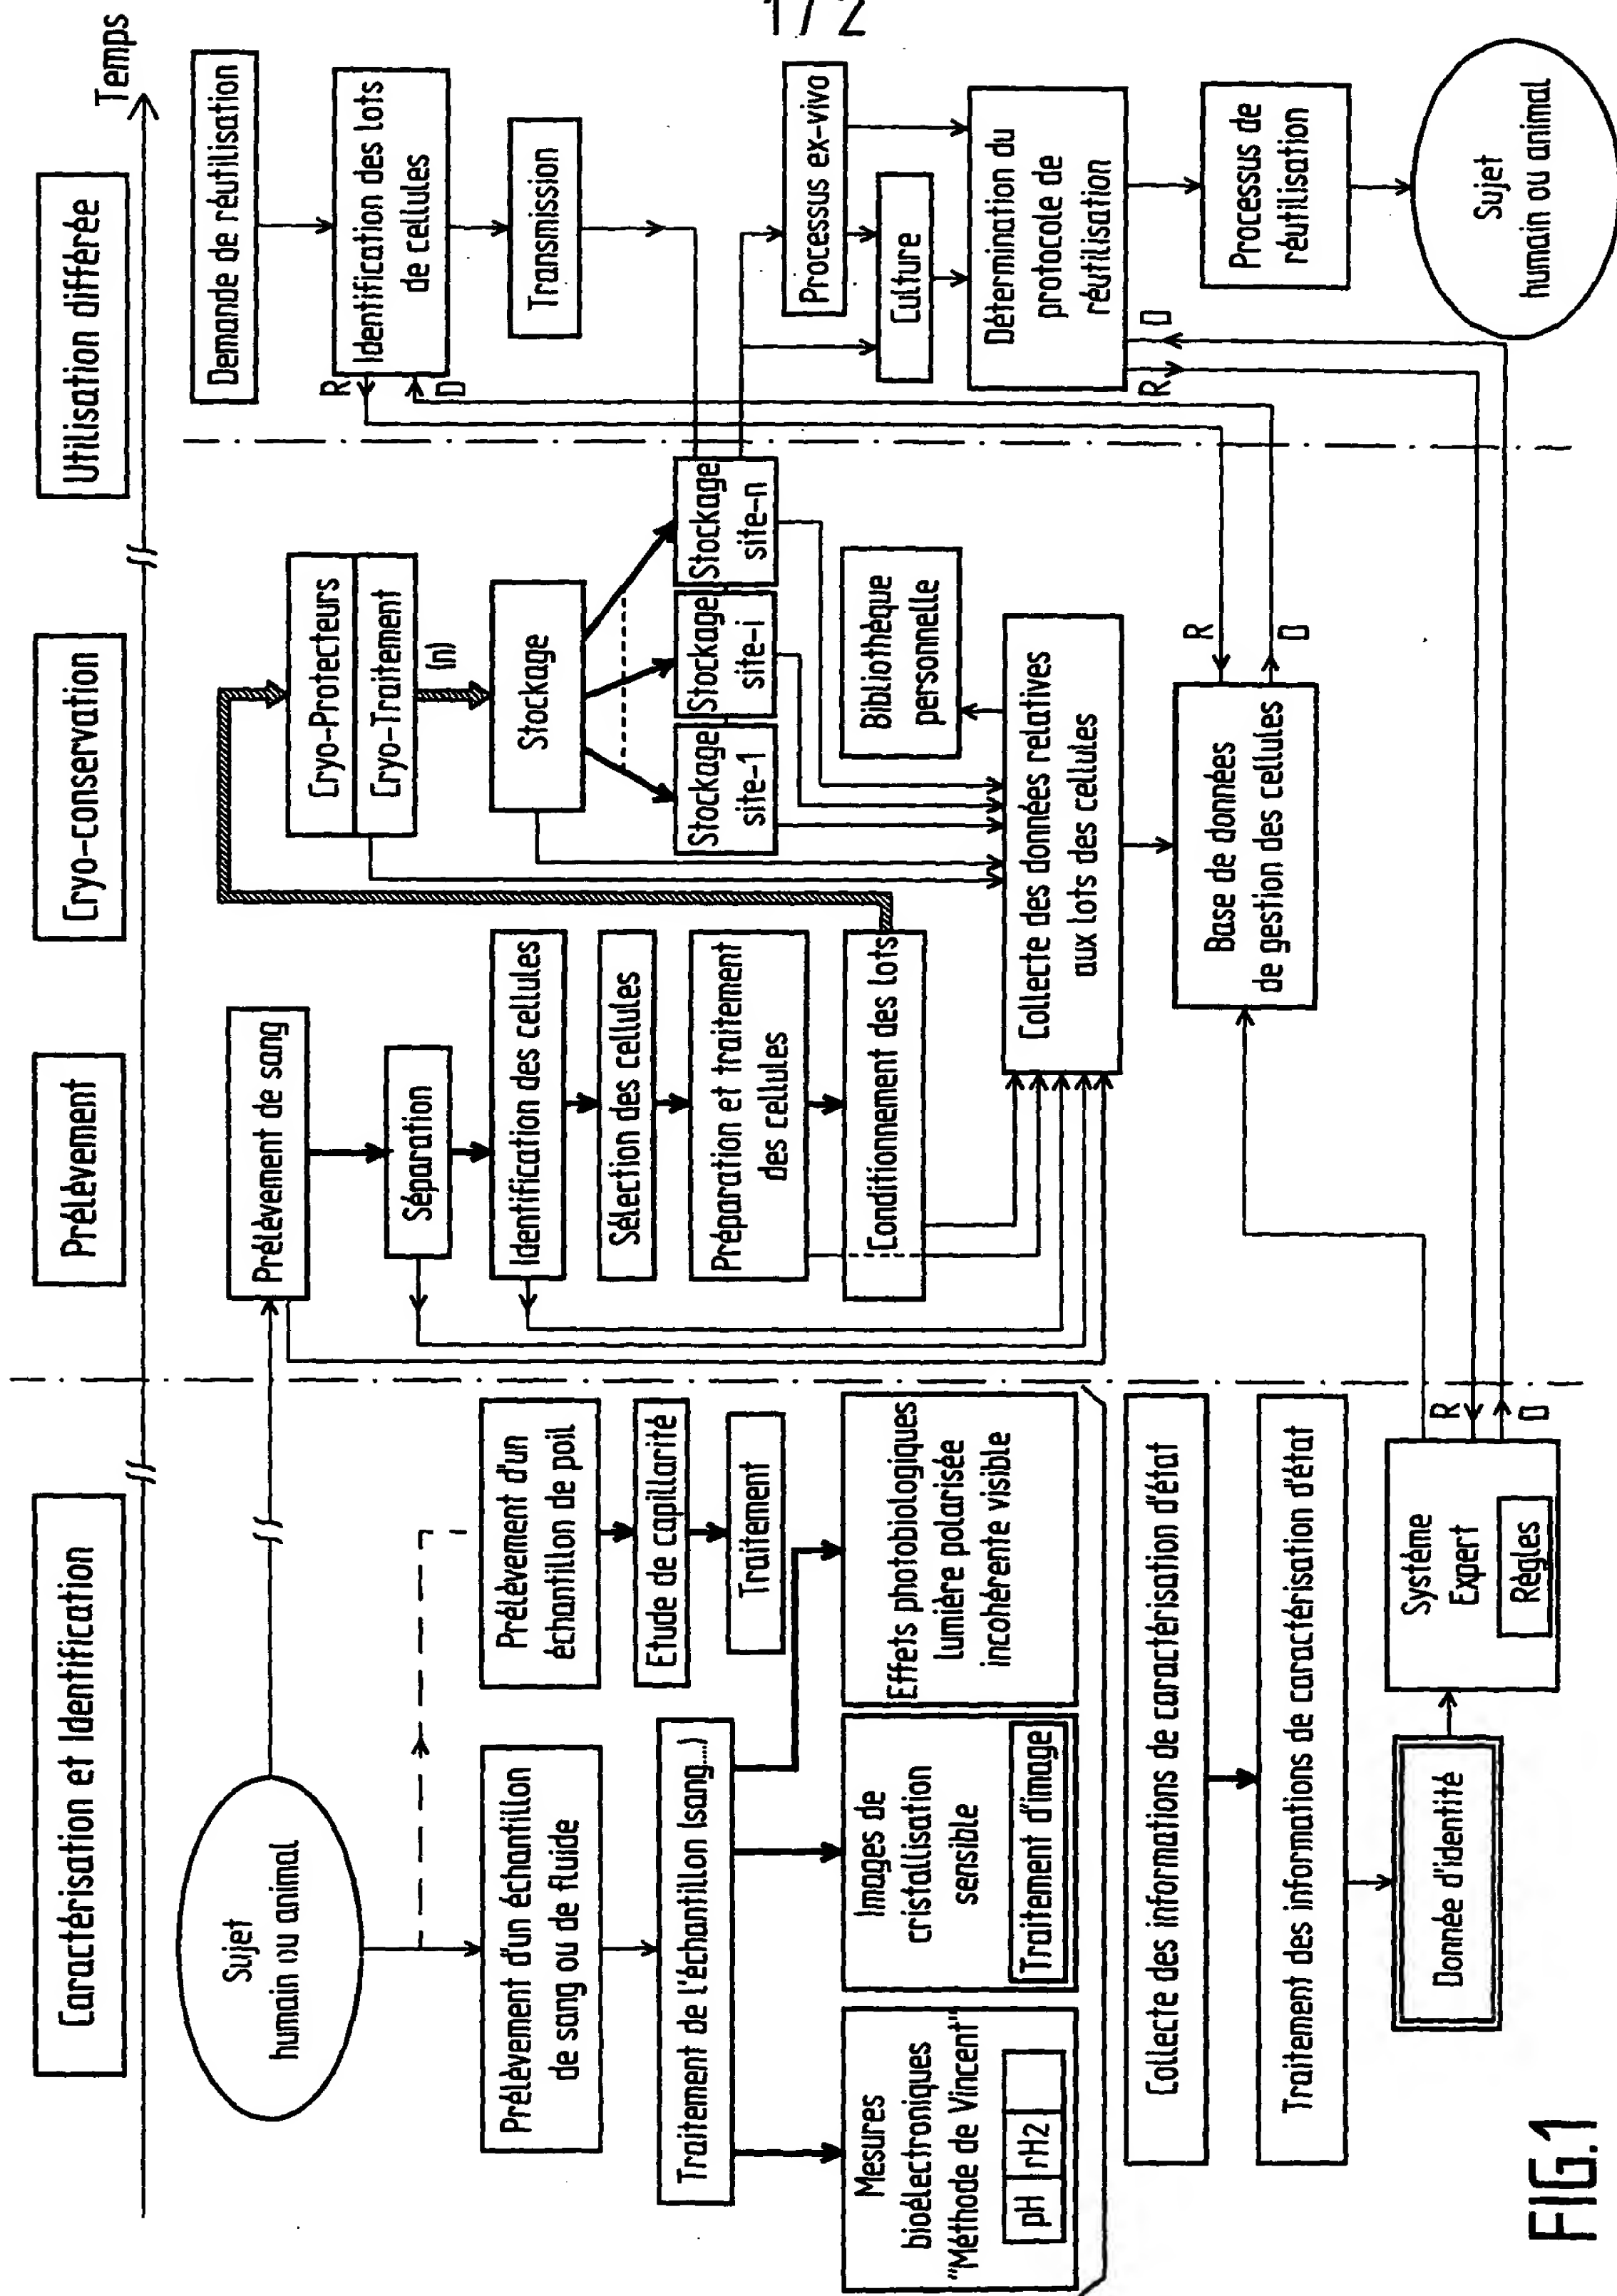 1/2
Caractérisation et Identification
Prélèvement
Cryo-conservation
Utilisation différée
Temps
Sujet
humain ou animal
Prélèvement d'un échantillon
de sang ou de fluide
Prélèvement d'un
échantillon de poil
Etude de capillarité
Traitement
Traitement de l'échantillon (sang....)
Mesures
bioélectroniques
"Méthode de Vincent"
pH
rH2
Images de
cristallisation
sensible
Traitement d'image
Effets photobiologiques
lumière polarisée
incohérente visible
Collecte des informations de caractérisation d'état
Traitement des informations de caractérisation d'état
Donnée d'identité
Système
Expert
Règles
R
D
Prélèvement de sang
Séparation
Identification des cellules
Sélection des cellules
Préparation et traitement
des cellules
Conditionnement des lots
Cryo-Protecteurs
Cryo-Traitement
(n)
Stockage
Stockage
site-1
Stockage
site-i
Stockage
site-n
Bibliothèque
personnelle
Collecte des données relatives
aux lots des cellules
Base de données
de gestion des cellules
R
D
Demande de réutilisation
Identification des lots
de cellules
R
D
Transmission
Processus ex-vivo
Culture
Détermination du
protocole de
réutilisation
R
D
Processus de
réutilisation
Sujet
humain ou animal
FIG.1